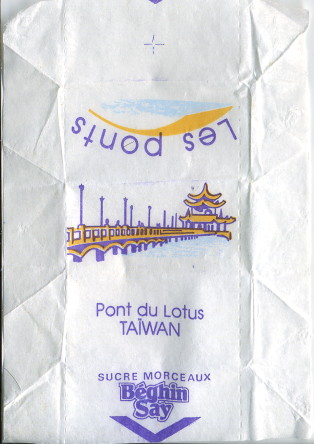 Les ponts
Pont du Lotus
TAÏWAN
SUCRE MORCEAUX
Béghin
Say